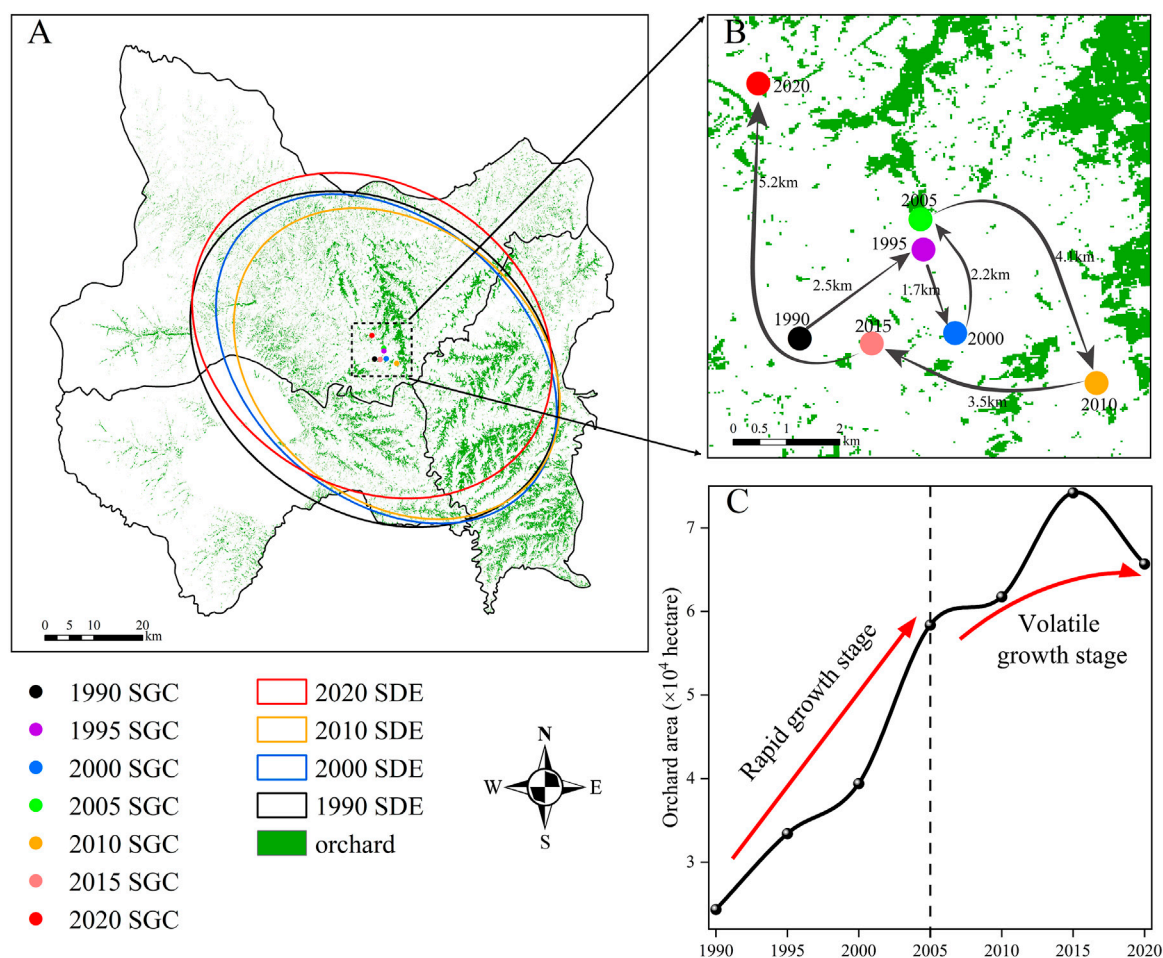 A
0 5 10 20 km
B
2020
5.2km
2005
1995
4.1km
2.2km
2.5km
1.7km
1990
2015
2000
3.5km
2010
0 0.5 1 2
km
1990 SGC
1995 SGC
2000 SGC
2005 SGC
2010 SGC
2015 SGC
2020 SGC
2020 SDE
2010 SDE
2000 SDE
1990 SDE
orchard
N
W E
S
C
Orchard area (×10⁴ hectare)
7
6
5
4
3
Rapid growth stage
Volatile
growth stage
1990 1995 2000 2005 2010 2015 2020